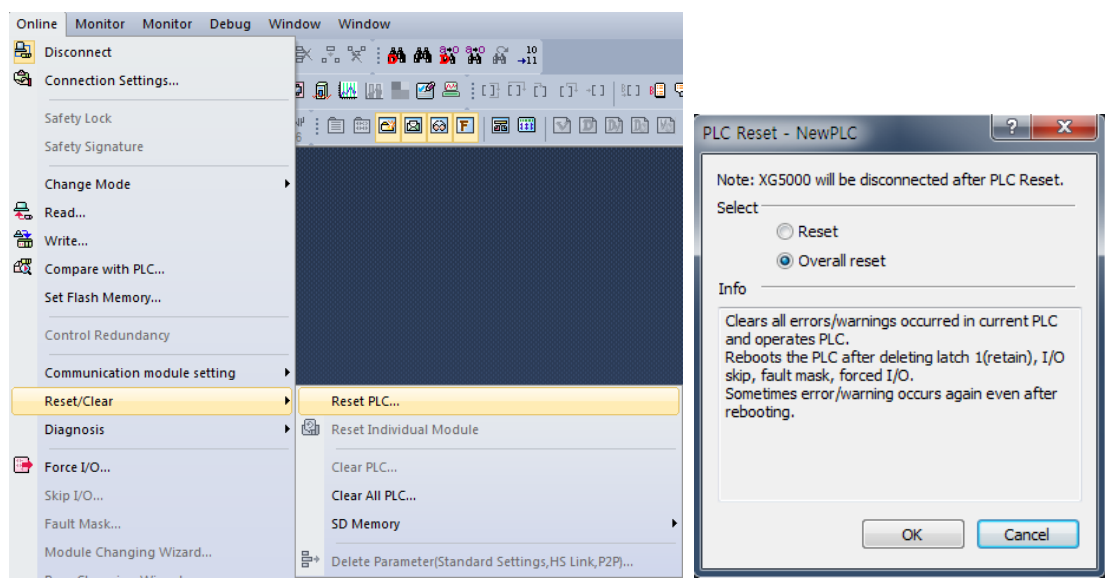 Online Monitor Monitor Debug Window Window
Disconnect
Connection Settings...
Safety Lock
Safety Signature
Change Mode
Read...
Write...
Compare with PLC...
Set Flash Memory...
Control Redundancy
Communication module setting
Reset/Clear
Diagnosis
Force I/O...
Skip I/O...
Fault Mask...
Module Changing Wizard...
Reset PLC...
Reset Individual Module
Clear PLC...
Clear All PLC...
SD Memory
Delete Parameter(Standard Settings,HS Link,P2P)...
PLC Reset - NewPLC
Note: XG5000 will be disconnected after PLC Reset.
Select
Reset
Overall reset
Info
Clears all errors/warnings occurred in current PLC
and operates PLC.
Reboots the PLC after deleting latch 1(retain), I/O
skip, fault mask, forced I/O.
Sometimes error/warning occurs again even after
rebooting.
OK Cancel